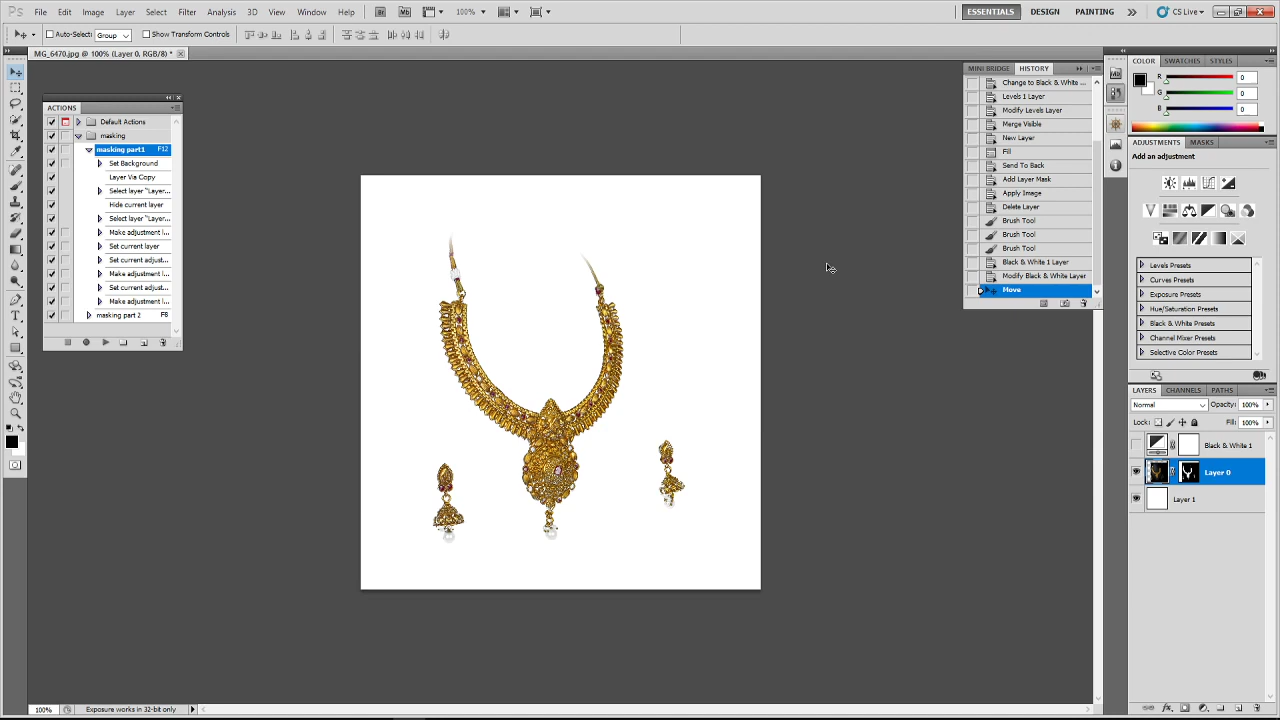 Ps File Edit Image Layer Select Filter Analysis 3D View Window Help Br Mb 100% ESSENTIALS DESIGN PAINTING CS Live
Auto-Select: Group Show Transform Controls
MG_6470.jpg @ 100% (Layer 0, RGB/8) *
ACTIONS
Default Actions
masking
masking part1 F12
Set Background
Layer Via Copy
Select layer "Layer...
Hide current layer
Select layer "Layer...
Make adjustment l...
Set current layer
Set current adjust...
Make adjustment l...
Set current adjust...
Make adjustment l...
masking part 2 F8
MINI BRIDGE HISTORY
Change to Black & White ...
Levels 1 Layer
Modify Levels Layer
Merge Visible
New Layer
Fill
Send To Back
Add Layer Mask
Apply Image
Delete Layer
Brush Tool
Brush Tool
Brush Tool
Black & White 1 Layer
Modify Black & White Layer
Move
COLOR SWATCHES STYLES
R 0
G 0
B 0
ADJUSTMENTS MASKS
Add an adjustment
Levels Presets
Curves Presets
Exposure Presets
Hue/Saturation Presets
Black & White Presets
Channel Mixer Presets
Selective Color Presets
LAYERS CHANNELS PATHS
Normal Opacity: 100%
Lock: Fill: 100%
Black & White 1
Layer 0
Layer 1
100% Exposure works in 32-bit only